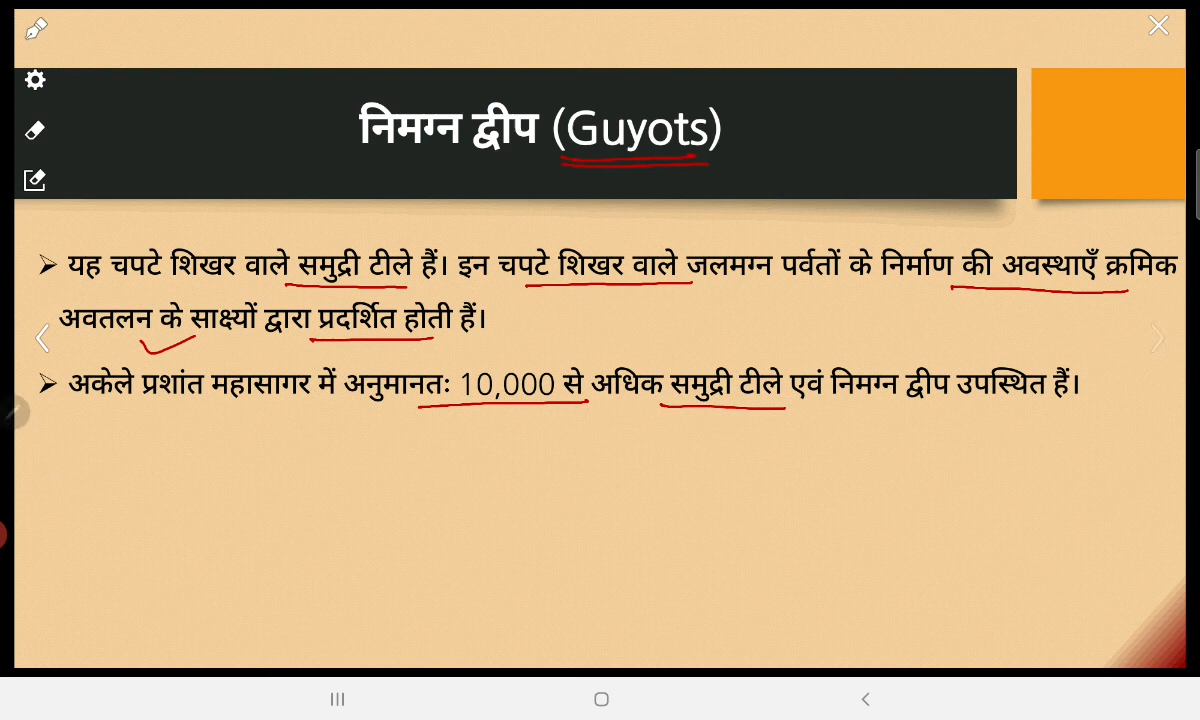 निमग्न द्वीप (Guyots)
➢ यह चपटे शिखर वाले समुद्री टीले हैं। इन चपटे शिखर वाले जलमग्न पर्वतों के निर्माण की अवस्थाएँ क्रमिक
अवतलन के साक्ष्यों द्वारा प्रदर्शित होती हैं।
➢ अकेले प्रशांत महासागर में अनुमानतः 10,000 से अधिक समुद्री टीले एवं निमग्न द्वीप उपस्थित हैं।